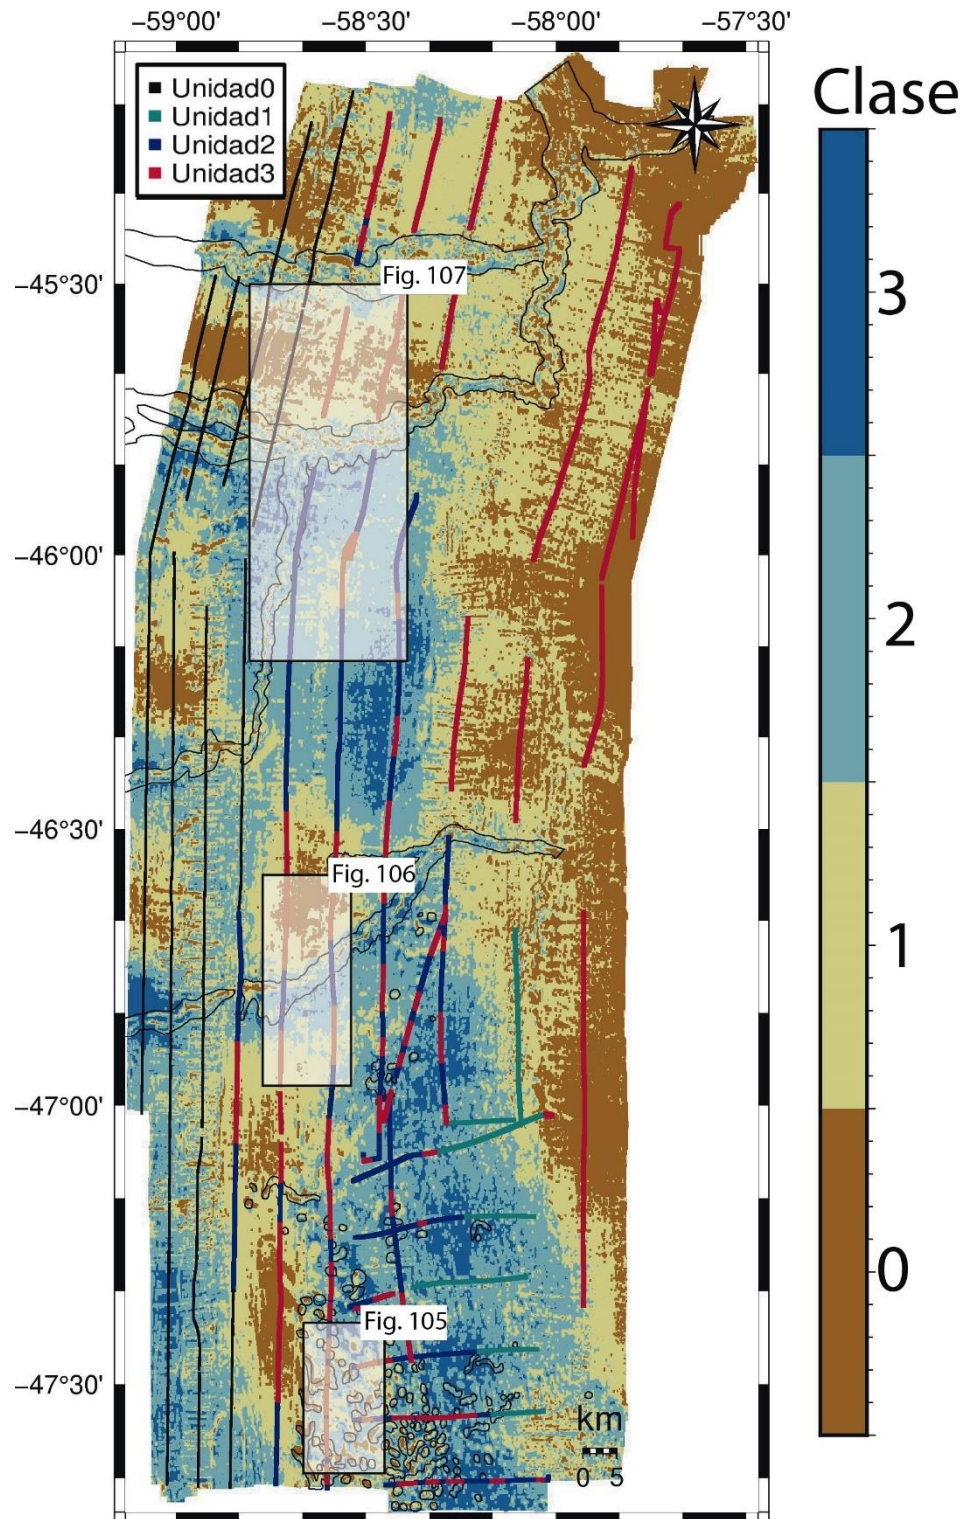 −59°00' −58°30' −58°00' −57°30'
Clase
Unidad0
Unidad1
Unidad2
Unidad3
−45°30'
Fig. 107
3
−46°00'
2
−46°30'
Fig. 106
1
−47°00'
0
Fig. 105
−47°30'
km
0 5